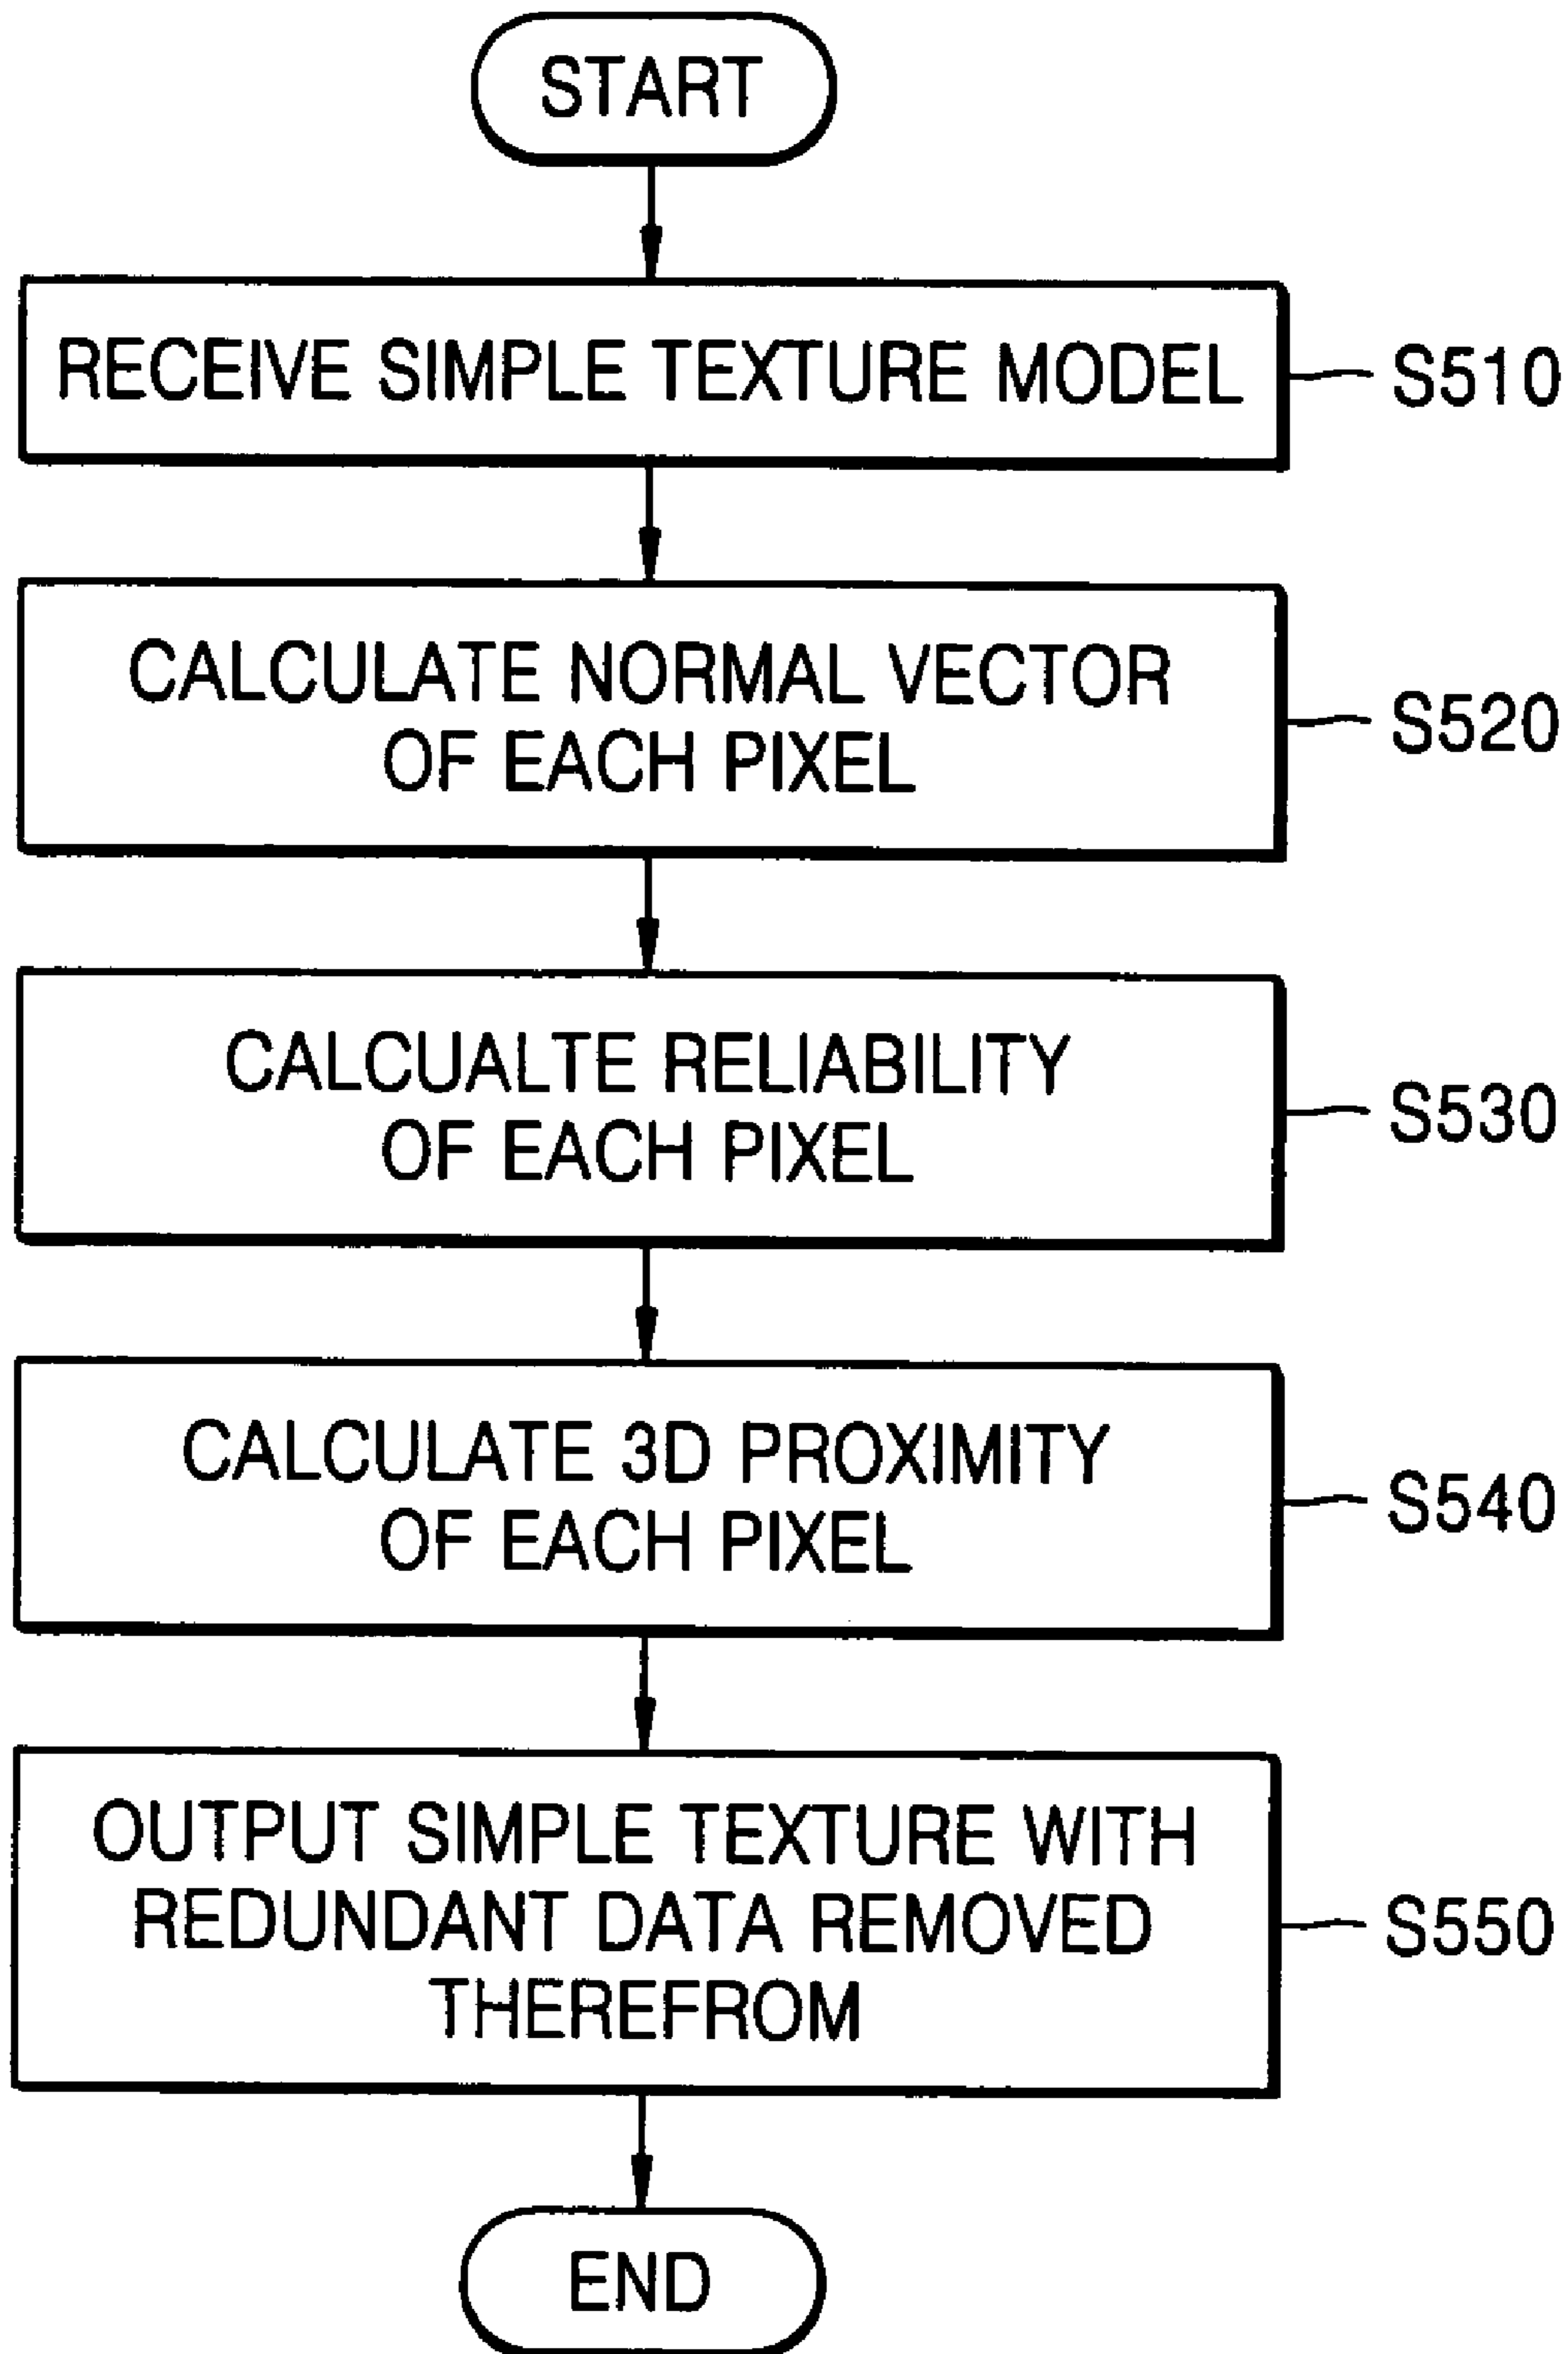 START
RECEIVE SIMPLE TEXTURE MODEL
S510
CALCULATE NORMAL VECTOR
OF EACH PIXEL
S520
CALCUALTE RELIABILITY
OF EACH PIXEL
S530
CALCULATE 3D PROXIMITY
OF EACH PIXEL
S540
OUTPUT SIMPLE TEXTURE WITH
REDUNDANT DATA REMOVED
THEREFROM
S550
END